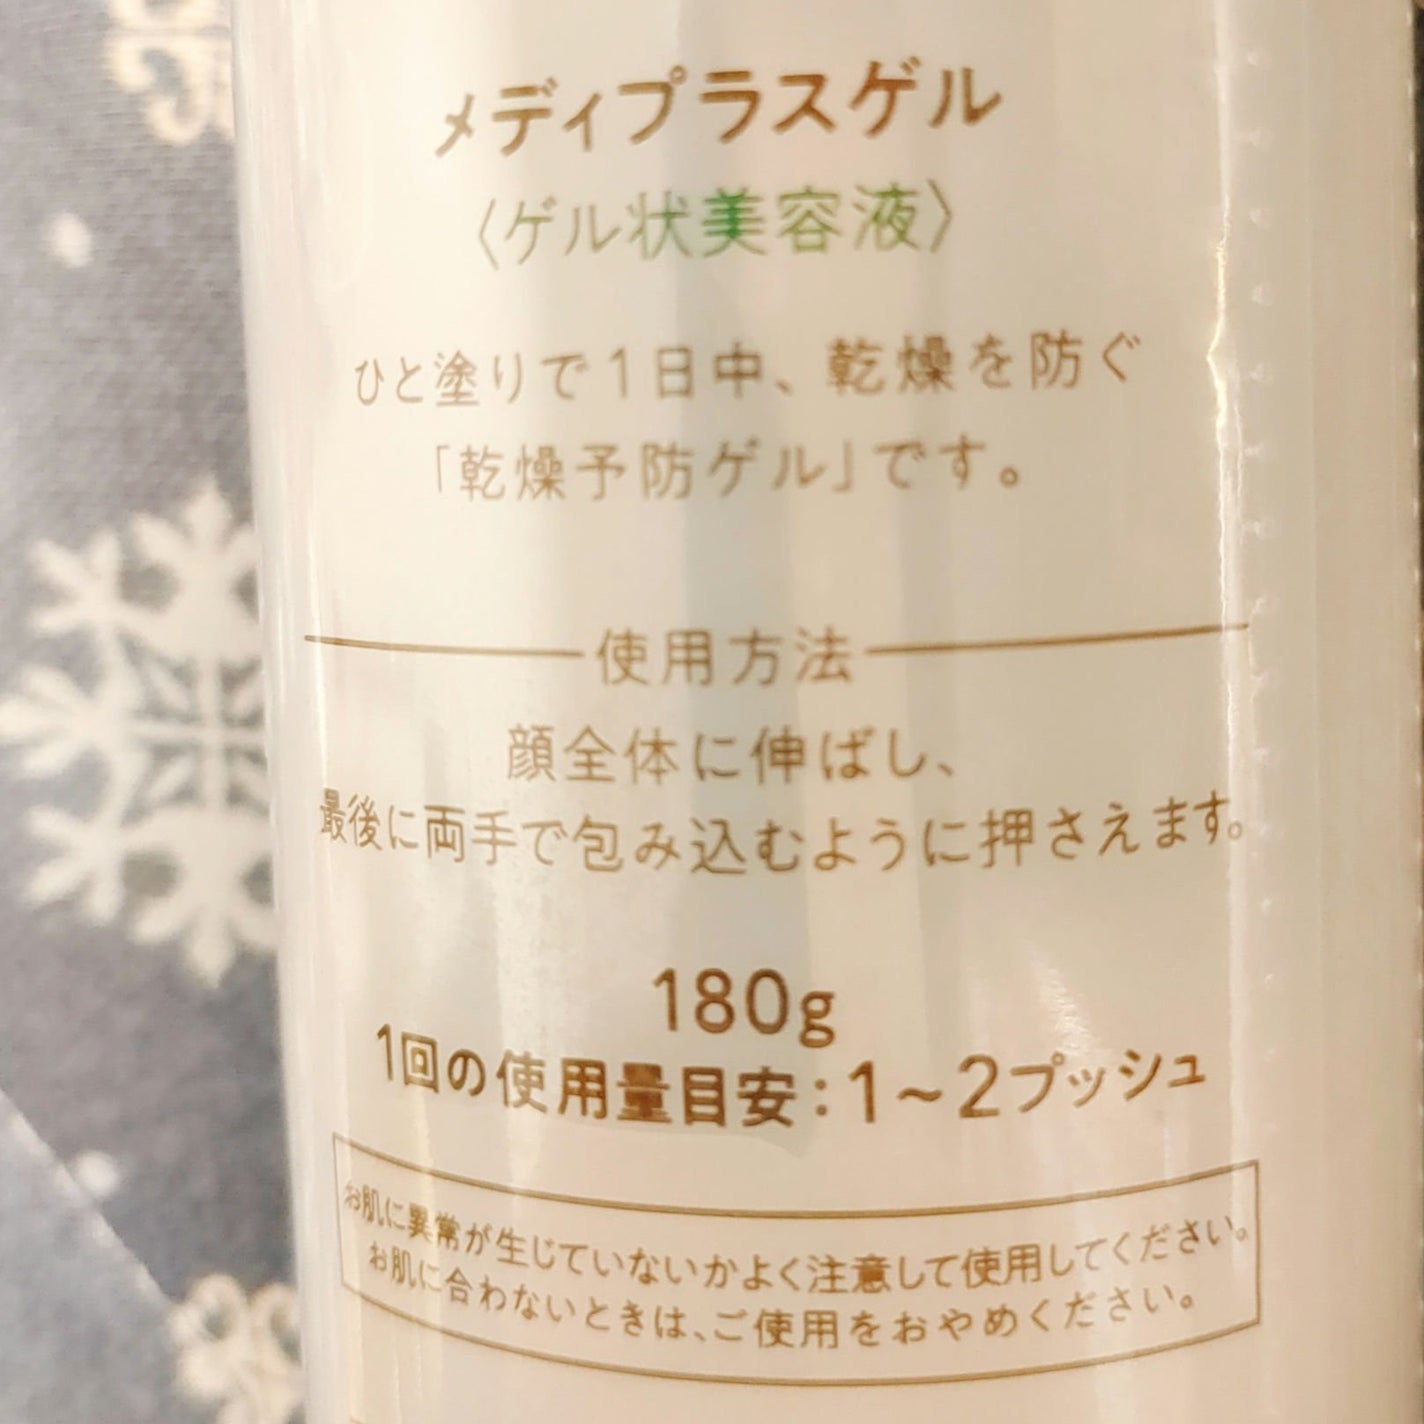 メディプラスゲル
〈ゲル状美容液〉
ひと塗りで1日中、乾燥を防ぐ
「乾燥予防ゲル」です。
使用方法
顔全体に伸ばし、
最後に両手で包み込むように押さえます。
180g
1回の使用量目安：1～2プッシュ
お肌に異常が生じていないかよく注意して使用してください。
お肌に合わないときは、ご使用をおやめください。